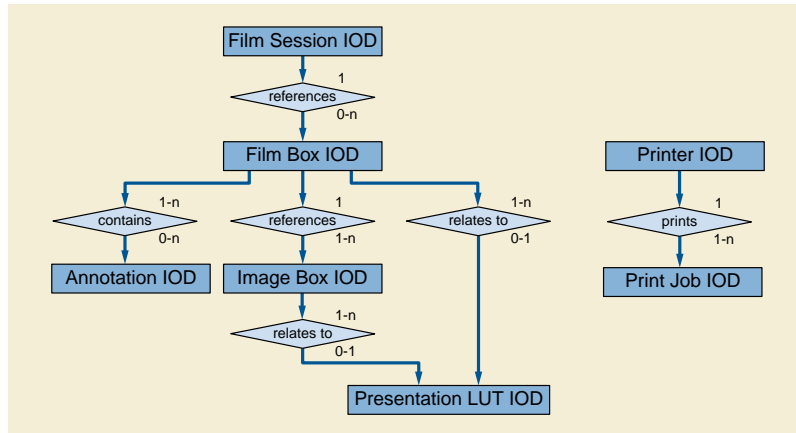 Film Session IOD
1
references
0-n
Film Box IOD
Printer IOD
1-n
contains
0-n
1
references
1-n
1-n
relates to
0-1
1
prints
1-n
Annotation IOD
Image Box IOD
Print Job IOD
1-n
relates to
0-1
Presentation LUT IOD